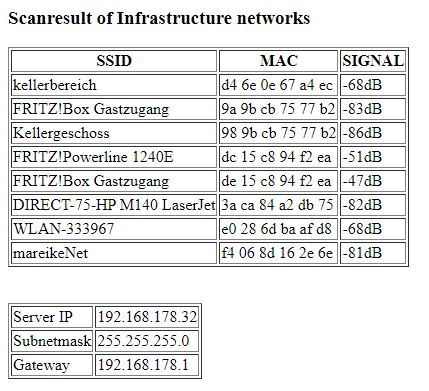 Scanresult of Infrastructure networks
SSID MAC SIGNAL
kellerbereich d4 6e 0e 67 a4 ec -68dB
FRITZ!Box Gastzugang 9a 9b cb 75 77 b2 -83dB
Kellergeschoss 98 9b cb 75 77 b2 -86dB
FRITZ!Powerline 1240E dc 15 c8 94 f2 ea -51dB
FRITZ!Box Gastzugang de 15 c8 94 f2 ea -47dB
DIRECT-75-HP M140 LaserJet 3a ca 84 a2 db 75 -82dB
WLAN-333967 e0 28 6d ba af d8 -68dB
mareikeNet f4 06 8d 16 2e 6e -81dB
Server IP 192.168.178.32
Subnetmask 255.255.255.0
Gateway 192.168.178.1